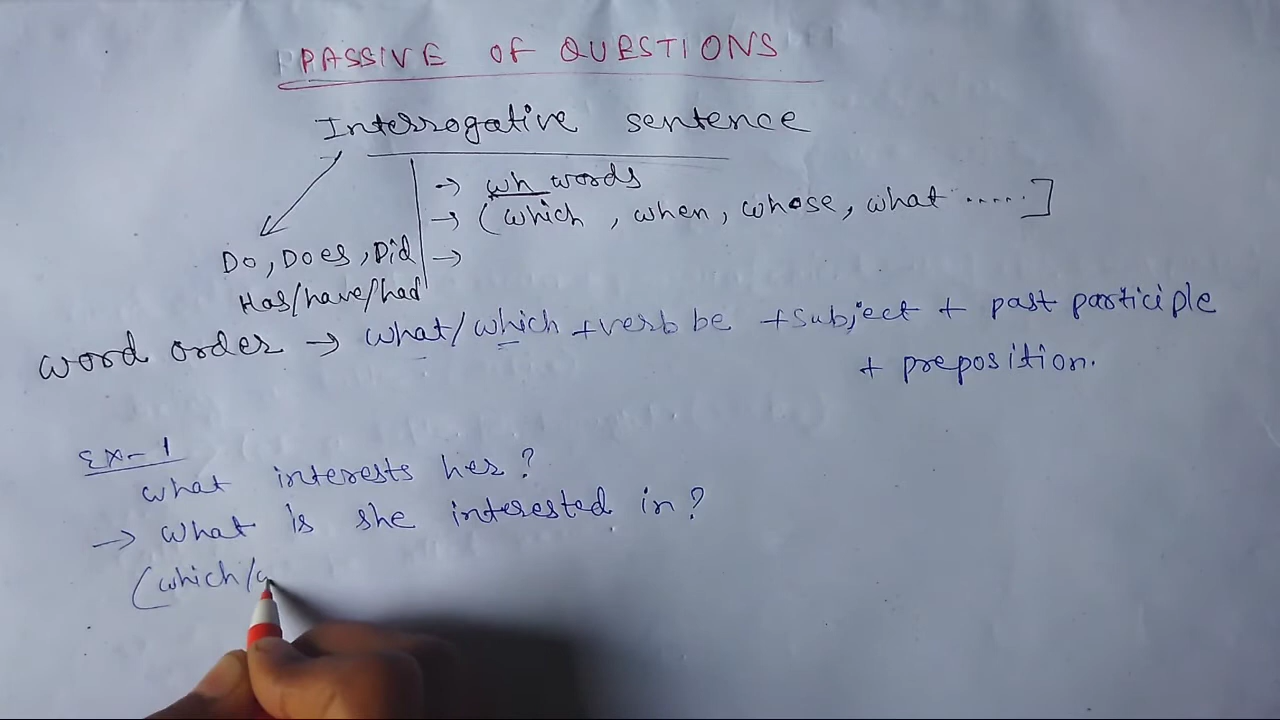 PASSIVE OF QUESTIONS
Interrogative sentence
→ wh words
→ (which, when, whose, what ......]
Do, Does, Did →
Has/have/had
Word order → what/which + verb be + subject + past participle
+ preposition.
Ex-1
What interests her?
→ What is she interested in?
(which/